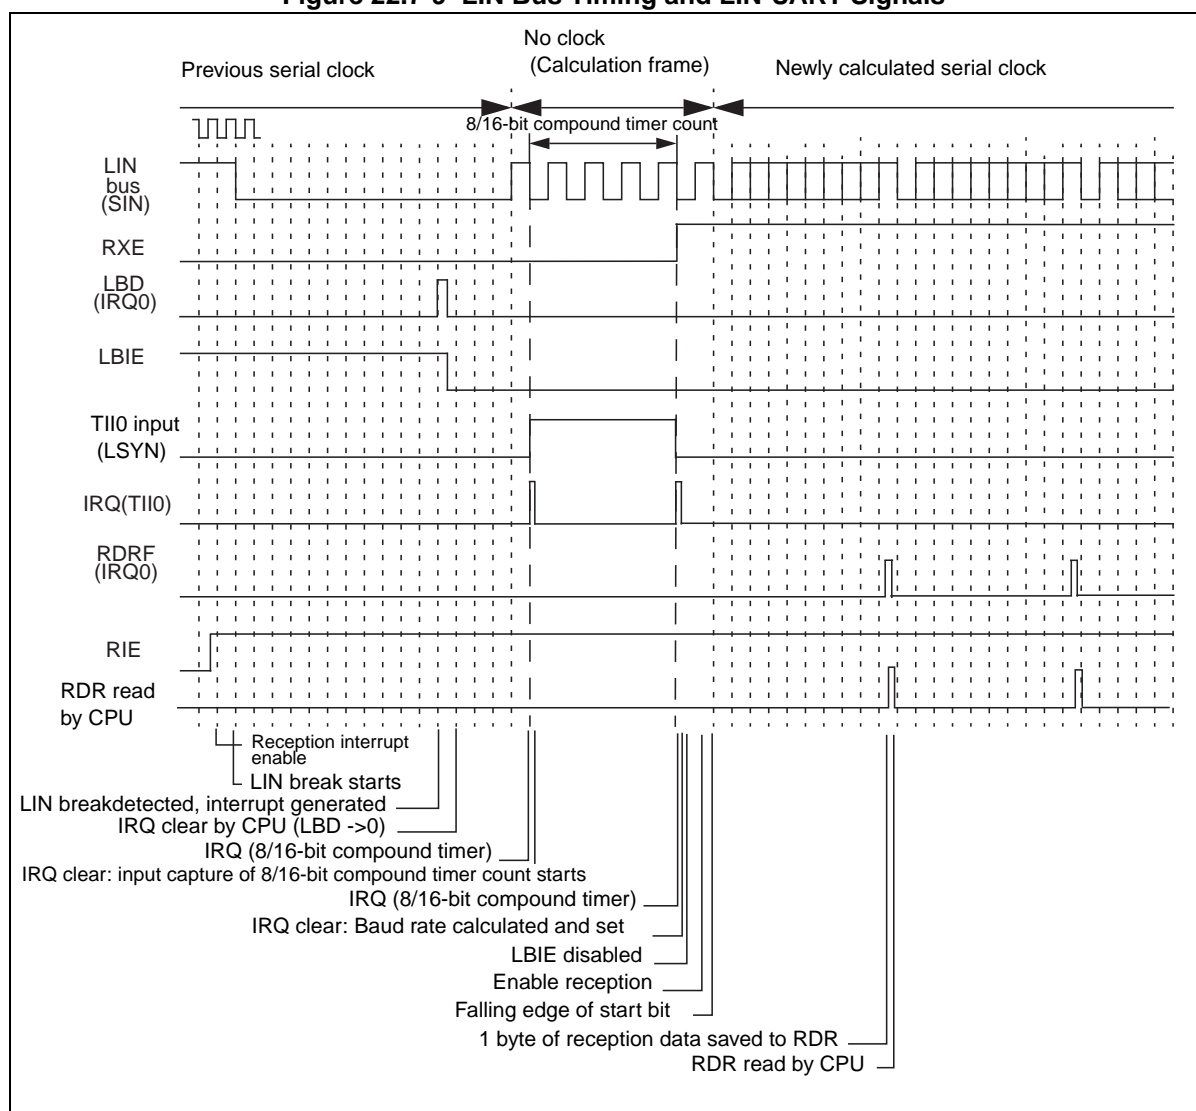 Figure 22.7-9 LIN Bus Timing and LIN-UART Signals
No clock
(Calculation frame)
Previous serial clock
Newly calculated serial clock
8/16-bit compound timer count
LIN
bus
(SIN)
RXE
LBD
(IRQ0)
LBIE
TII0 input
(LSYN)
IRQ(TII0)
RDRF
(IRQ0)
RIE
RDR read
by CPU
Reception interrupt
enable
LIN break starts
LIN breakdetected, interrupt generated
IRQ clear by CPU (LBD ->0)
IRQ (8/16-bit compound timer)
IRQ clear: input capture of 8/16-bit compound timer count starts
IRQ (8/16-bit compound timer)
IRQ clear: Baud rate calculated and set
LBIE disabled
Enable reception
Falling edge of start bit
1 byte of reception data saved to RDR
RDR read by CPU